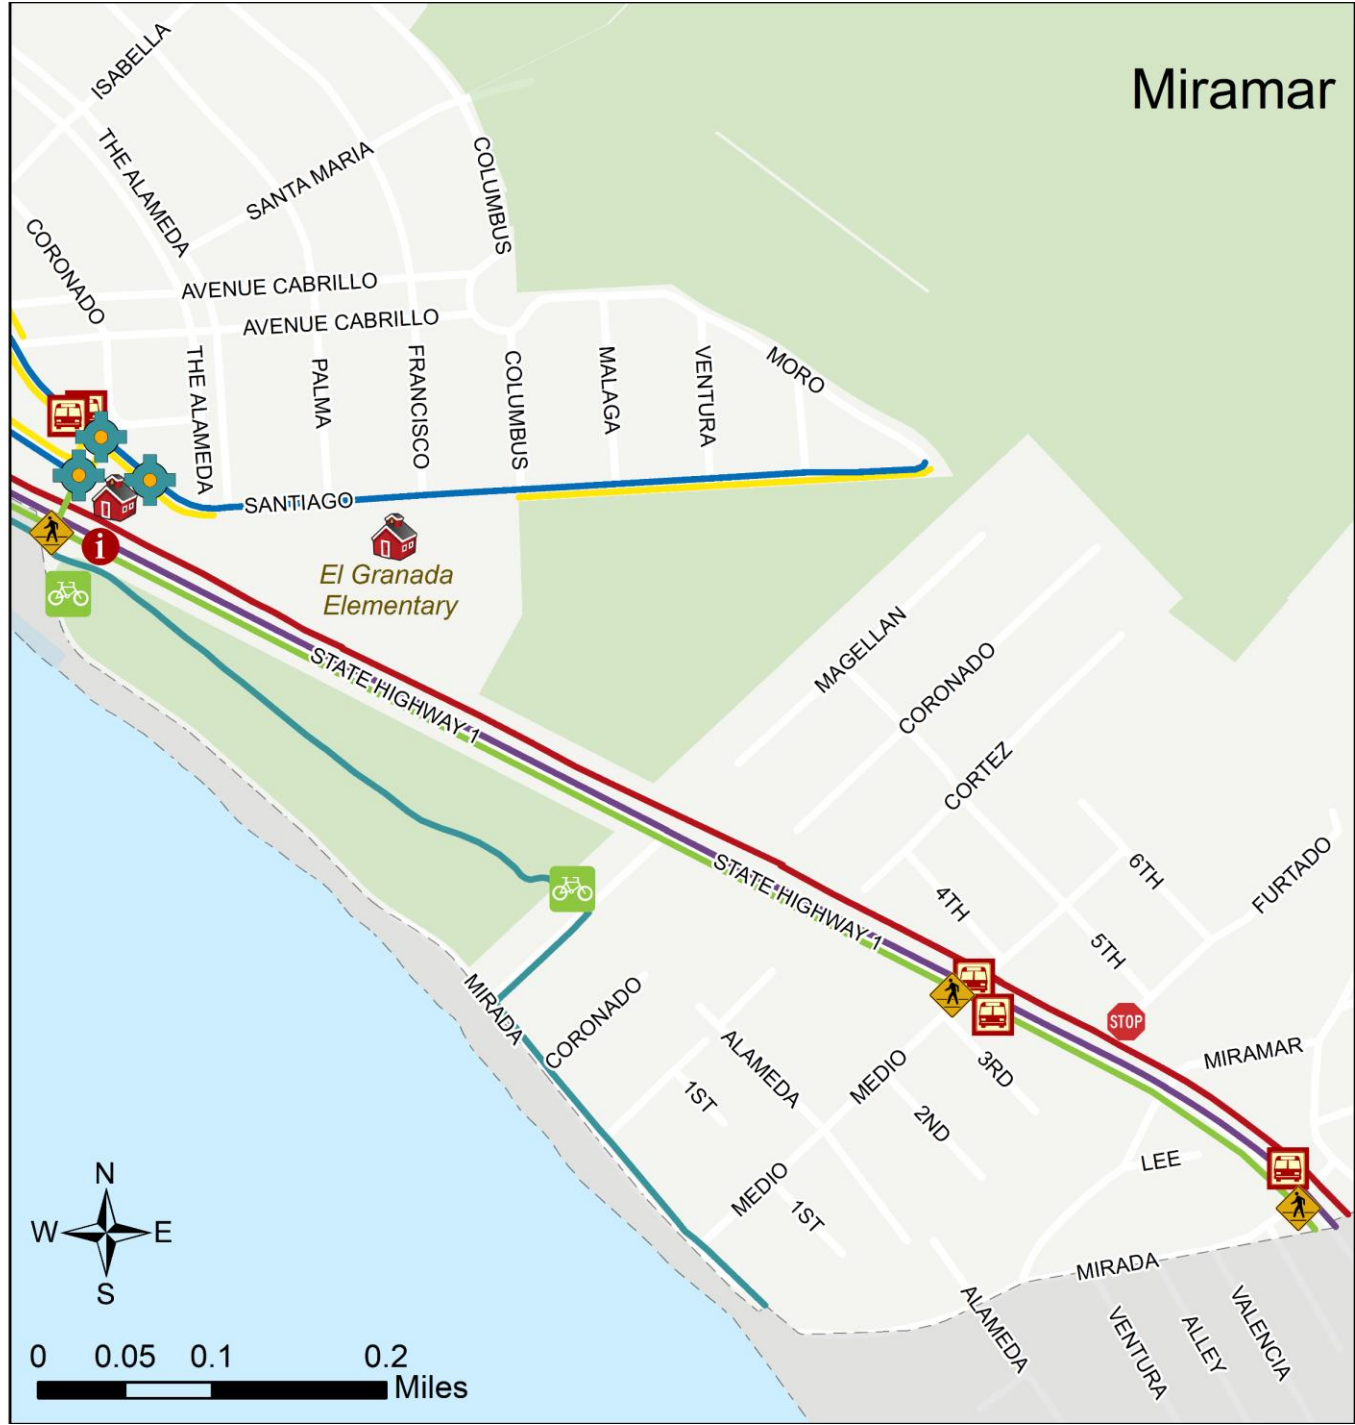 Miramar
ISABELLA
THE ALAMEDA
SANTA MARIA
COLUMBUS
CORONADO
AVENUE CABRILLO
AVENUE CABRILLO
THE ALAMEDA
PALMA
FRANCISCO
COLUMBUS
MALAGA
VENTURA
MORO
SANTIAGO
i
El Granada
Elementary
STATE HIGHWAY 1
MAGELLAN
CORONADO
CORTEZ
STATE HIGHWAY 1
4TH
5TH
6TH
FURTADO
MIRADA
CORONADO
STOP
MIRAMAR
ALAMEDA
MEDIO
3RD
1ST
2ND
LEE
MEDIO
1ST
MIRADA
ALAMEDA
VENTURA
ALLEY
VALENCIA
N
W E
S
0 0.05 0.1 0.2
Miles